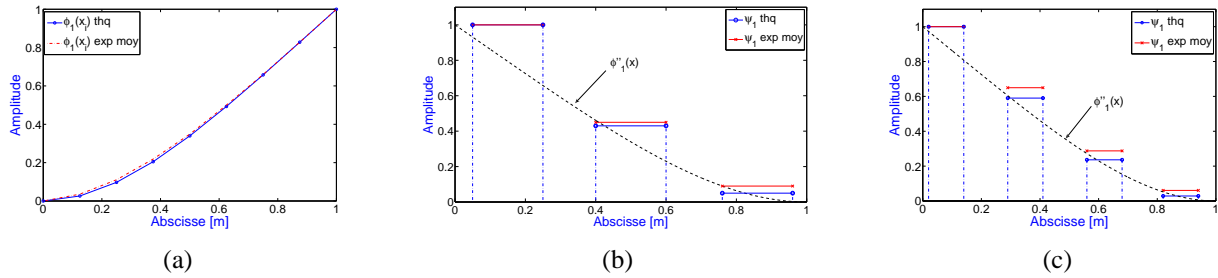 1
0.8
0.6
0.4
0.2
0
0 0.2 0.4 0.6 0.8 1
Amplitude
Abscisse [m]
ϕ₁(xᵢ) thq
ϕ₁(xᵢ) exp moy
(a)
1
0.8
0.6
0.4
0.2
0
0 0.2 0.4 0.6 0.8 1
Amplitude
Abscisse [m]
ψ₁ thq
ψ₁ exp moy
ϕ''₁(x)
(b)
1
0.8
0.6
0.4
0.2
0
0 0.2 0.4 0.6 0.8 1
Amplitude
Abscisse [m]
ψ₁ thq
ψ₁ exp moy
ϕ''₁(x)
(c)